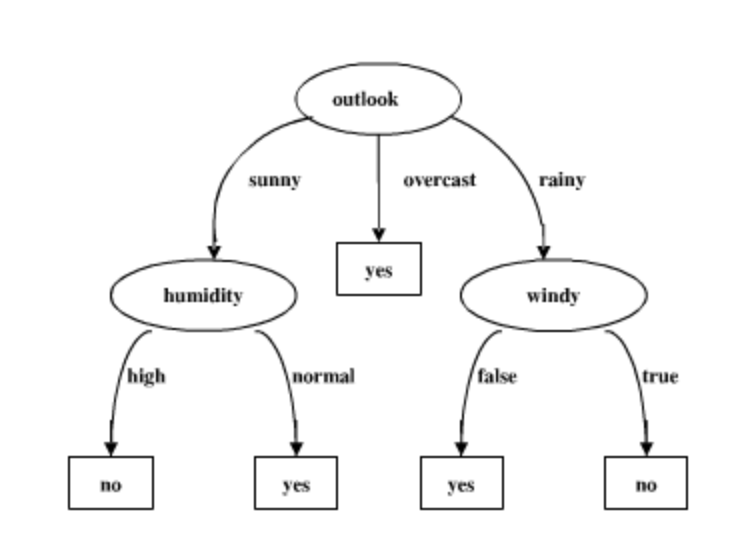 outlook
sunny overcast rainy
yes
humidity windy
high normal false true
no yes yes no